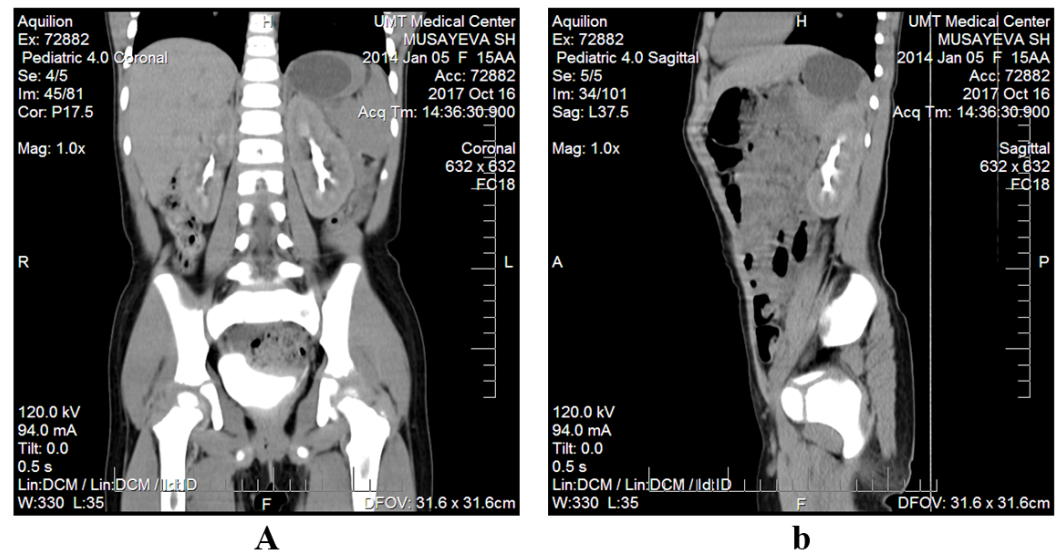 Aquilion
Ex: 72882
Pediatric 4.0 Coronal
Se: 4/5
Im: 45/81
Cor: P17.5
Mag: 1.0x
H
UMT Medical Center
MUSAYEVA SH
2014 Jan 05 F 15AA
Acc: 72882
2017 Oct 16
Acq Tm: 14:36:30.900
Coronal
632 x 632
FC18
R
L
120.0 kV
94.0 mA
Tilt: 0.0
0.5 s
Lin:DCM / Lin:DCM / Id:ID
W:330 L:35
F
DFOV: 31.6 x 31.6cm
A
Aquilion
Ex: 72882
Pediatric 4.0 Sagittal
Se: 5/5
Im: 34/101
Sag: L37.5
Mag: 1.0x
H
UMT Medical Center
MUSAYEVA SH
2014 Jan 05 F 15AA
Acc: 72882
2017 Oct 16
Acq Tm: 14:36:30.900
Sagittal
632 x 632
FC18
A
P
120.0 kV
94.0 mA
Tilt: 0.0
0.5 s
Lin:DCM / Lin:DCM / Id:ID
W:330 L:35
F
DFOV: 31.6 x 31.6cm
b